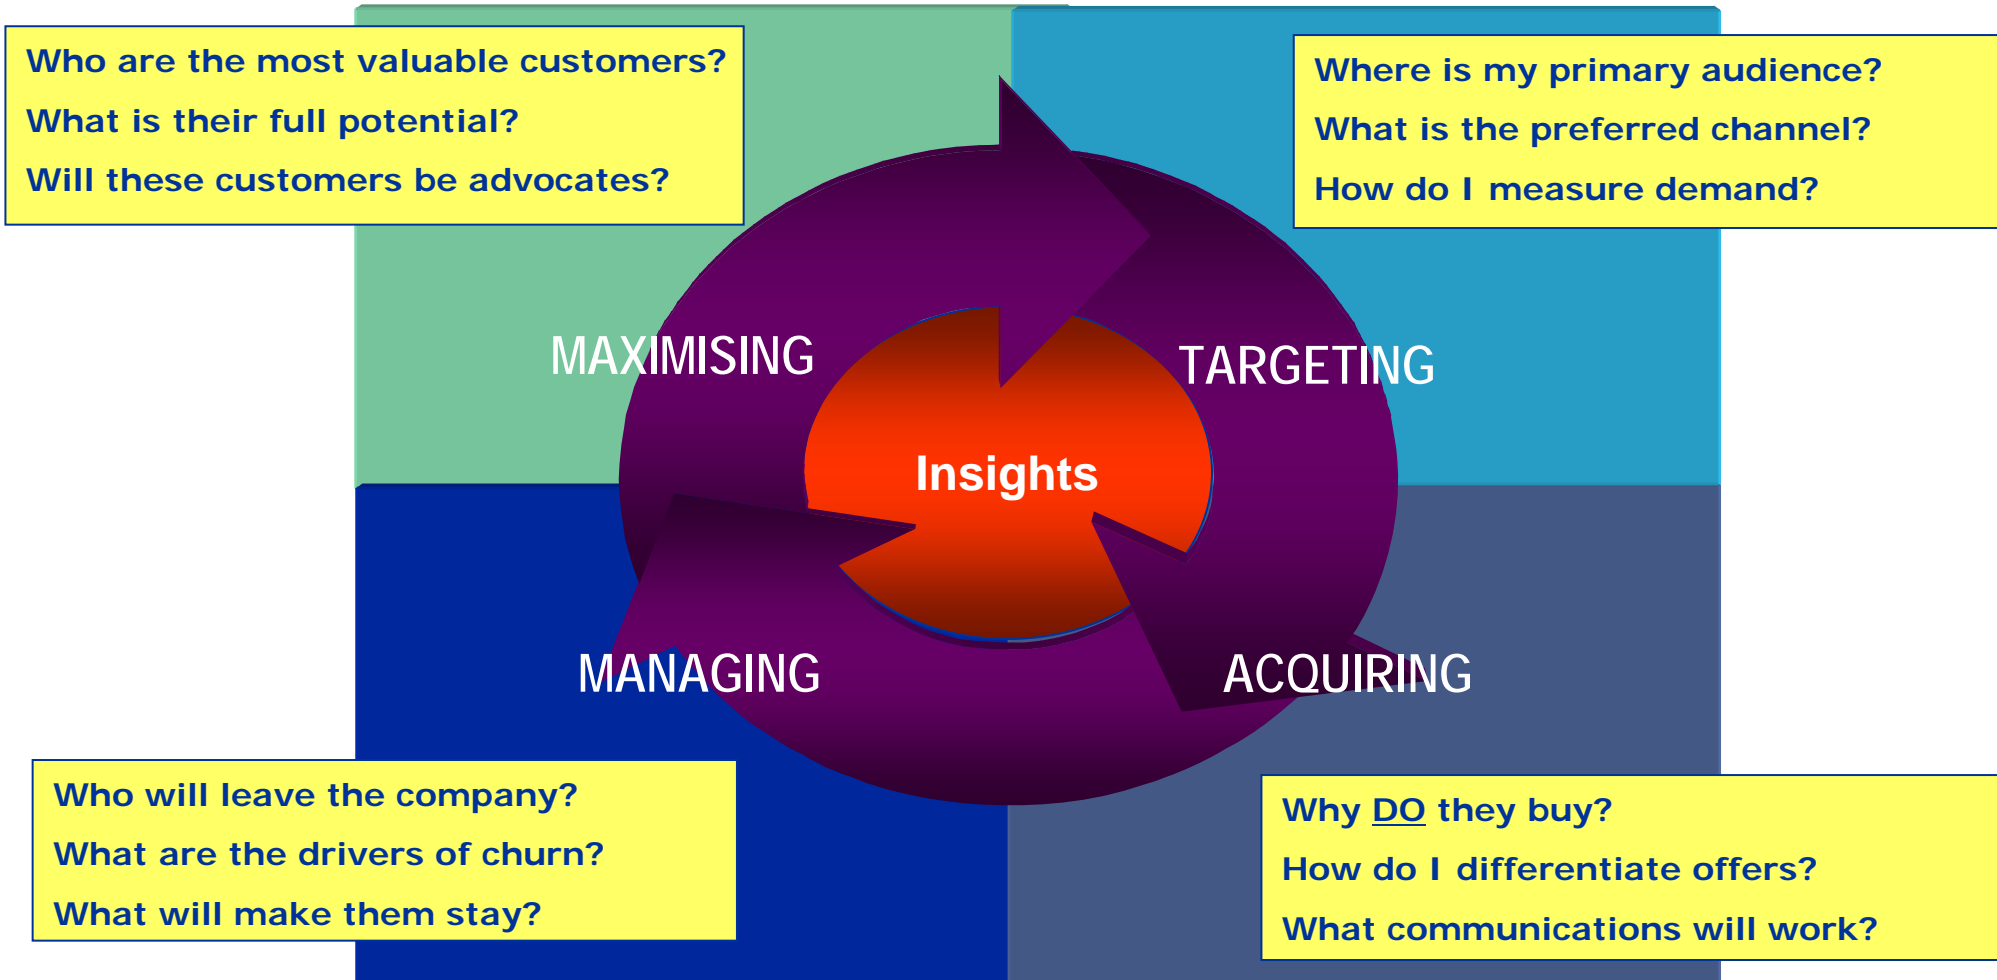 Who are the most valuable customers?
What is their full potential?
Will these customers be advocates?
Where is my primary audience?
What is the preferred channel?
How do I measure demand?
MAXIMISING
TARGETING
Insights
MANAGING
ACQUIRING
Who will leave the company?
What are the drivers of churn?
What will make them stay?
Why DO they buy?
How do I differentiate offers?
What communications will work?